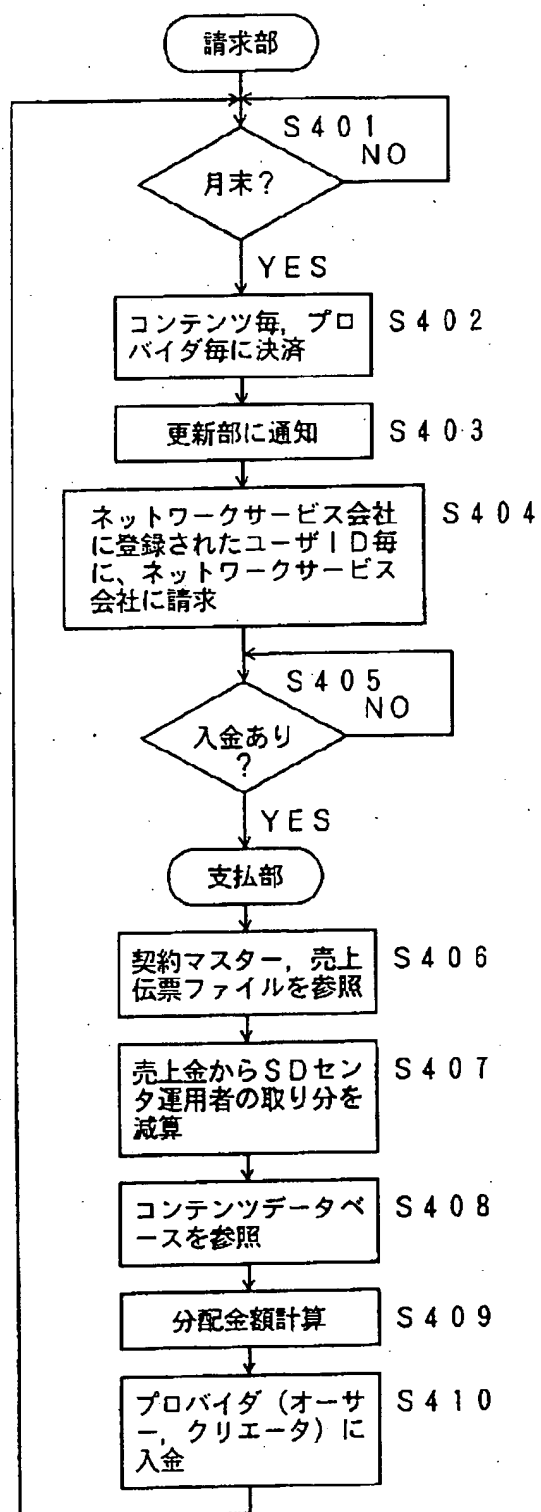 請求部
S401
NO
月末?
YES
コンテンツ毎,プロ
バイダ毎に決済
S402
更新部に通知
S403
ネットワークサービス会社
に登録されたユーザID毎
に、ネットワークサービス
会社に請求
S404
S405
NO
入金あり
?
YES
支払部
契約マスター,売上
伝票ファイルを参照
S406
売上金からSDセン
タ運用者の取り分を
減算
S407
コンテンツデータベ
ースを参照
S408
分配金額計算
S409
プロバイダ(オーサ
ー,クリエータ)に
入金
S410